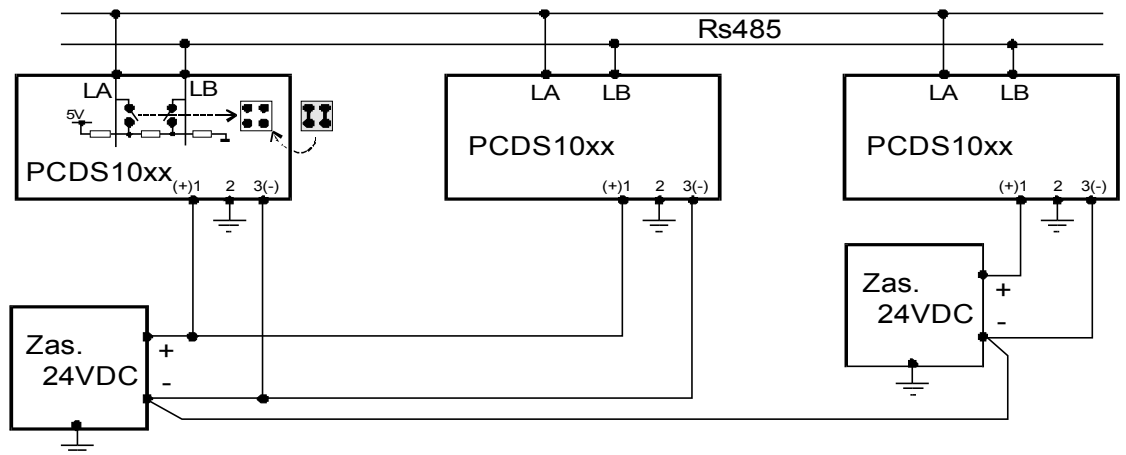 Rs485
LA LB
5V
PCDS10xx
(+)1 2 3(-)
LA LB
PCDS10xx
(+)1 2 3(-)
LA LB
PCDS10xx
(+)1 2 3(-)
Zas.
24VDC
+
-
Zas.
24VDC
+
-